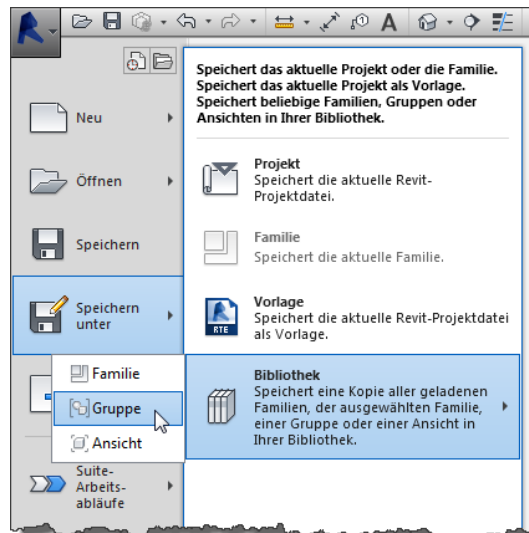 Neu
Öffnen
Speichern
Speichern
unter
Suite-
Arbeits-
abläufe
Speichert das aktuelle Projekt oder die Familie.
Speichert das aktuelle Projekt als Vorlage.
Speichert beliebige Familien, Gruppen oder
Ansichten in Ihrer Bibliothek.
Projekt
Speichert die aktuelle Revit-
Projektdatei.
Familie
Speichert die aktuelle Familie.
RTE
Vorlage
Speichert die aktuelle Revit-Projektdatei
als Vorlage.
Bibliothek
Speichert eine Kopie aller geladenen
Familien, der ausgewählten Familie,
einer Gruppe oder einer Ansicht in
Ihrer Bibliothek.
Familie
Gruppe
Ansicht